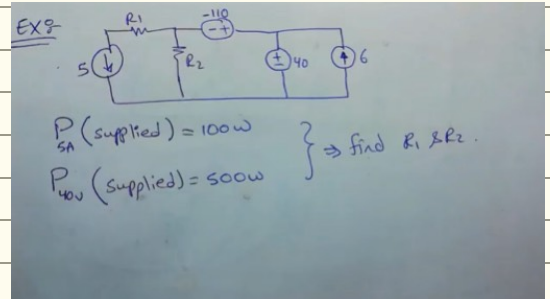 EX:
R1
-110
- +
5
R2
± 40
6
P5A (supplied) = 100w
P40v (supplied) = 500w
} ⇒ find R1 & R2.